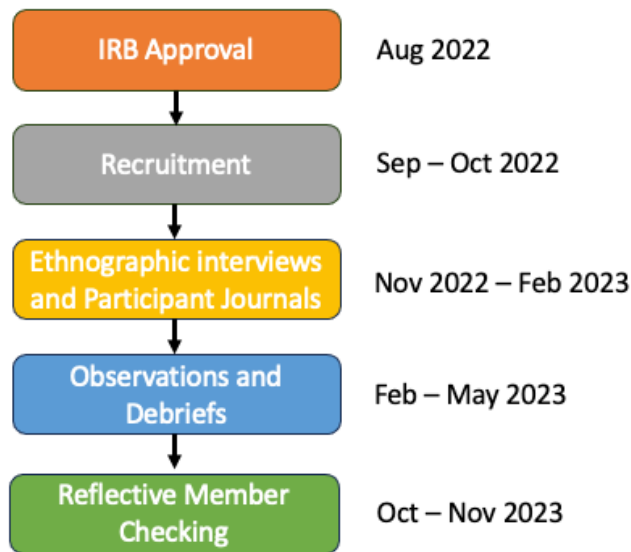 IRB Approval
Aug 2022
Recruitment
Sep – Oct 2022
Ethnographic interviews
and Participant Journals
Nov 2022 – Feb 2023
Observations and
Debriefs
Feb – May 2023
Reflective Member
Checking
Oct – Nov 2023